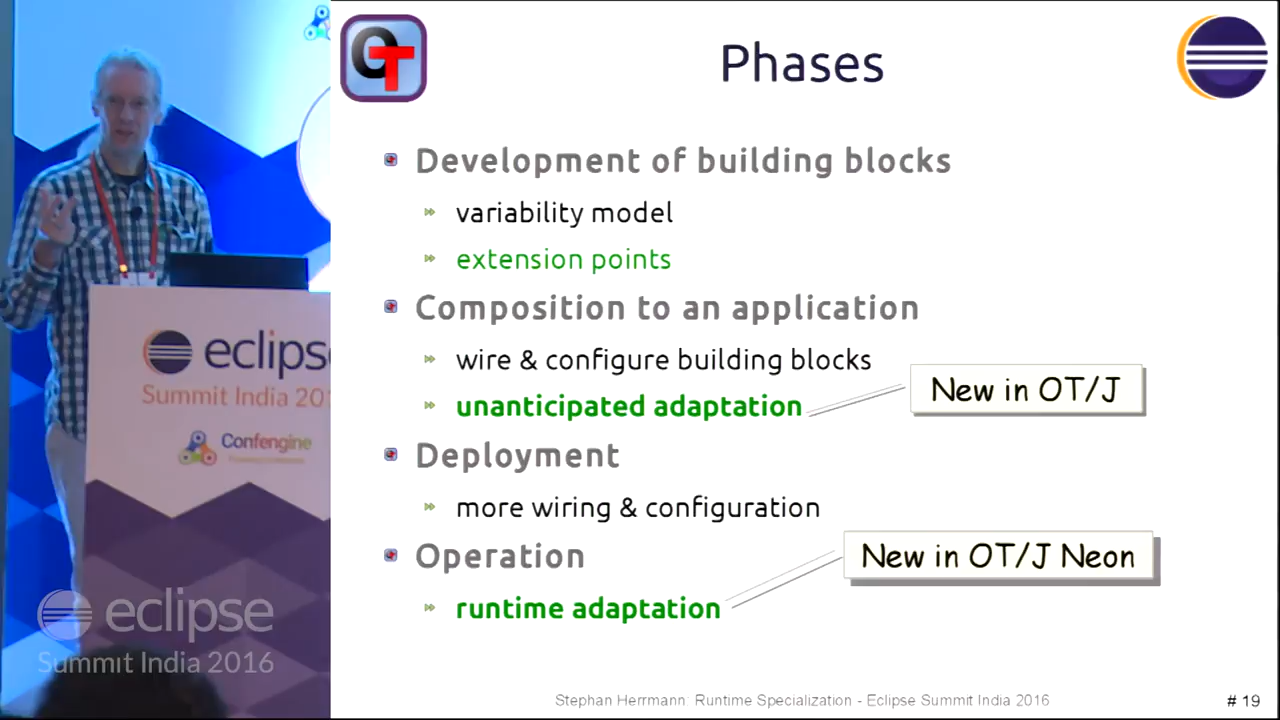 OT
Phases
Development of building blocks
variability model
extension points
Composition to an application
wire & configure building blocks
unanticipated adaptation
New in OT/J
Deployment
more wiring & configuration
Operation
New in OT/J Neon
runtime adaptation
Stephan Herrmann: Runtime Specialization - Eclipse Summit India 2016
# 19
eclips
Summit India 201
Confengine
eclipse
Summit India 2016